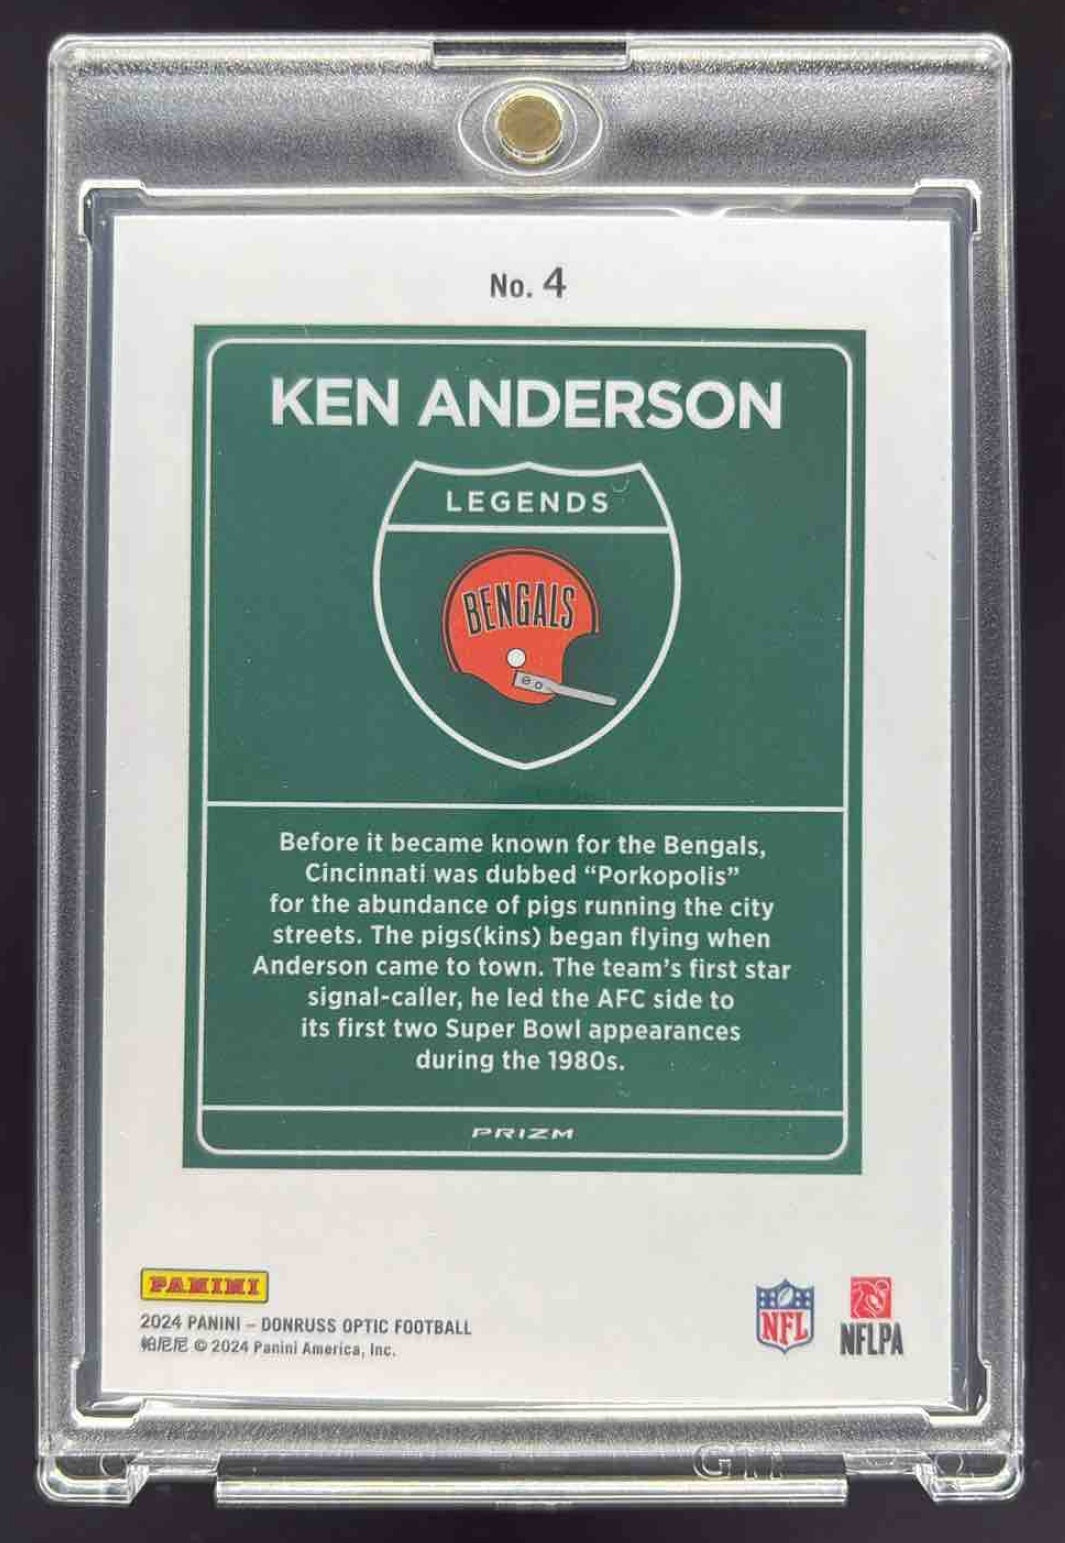 No. 4
KEN ANDERSON
LEGENDS
BENGALS
Before it became known for the Bengals,
Cincinnati was dubbed “Porkopolis”
for the abundance of pigs running the city
streets. The pigs(kins) began flying when
Anderson came to town. The team’s first star
signal-caller, he led the AFC side to
its first two Super Bowl appearances
during the 1980s.
PRIZM
PANINI
2024 PANINI – DONRUSS OPTIC FOOTBALL
帕尼尼 © 2024 Panini America, Inc.
NFL
NFLPA